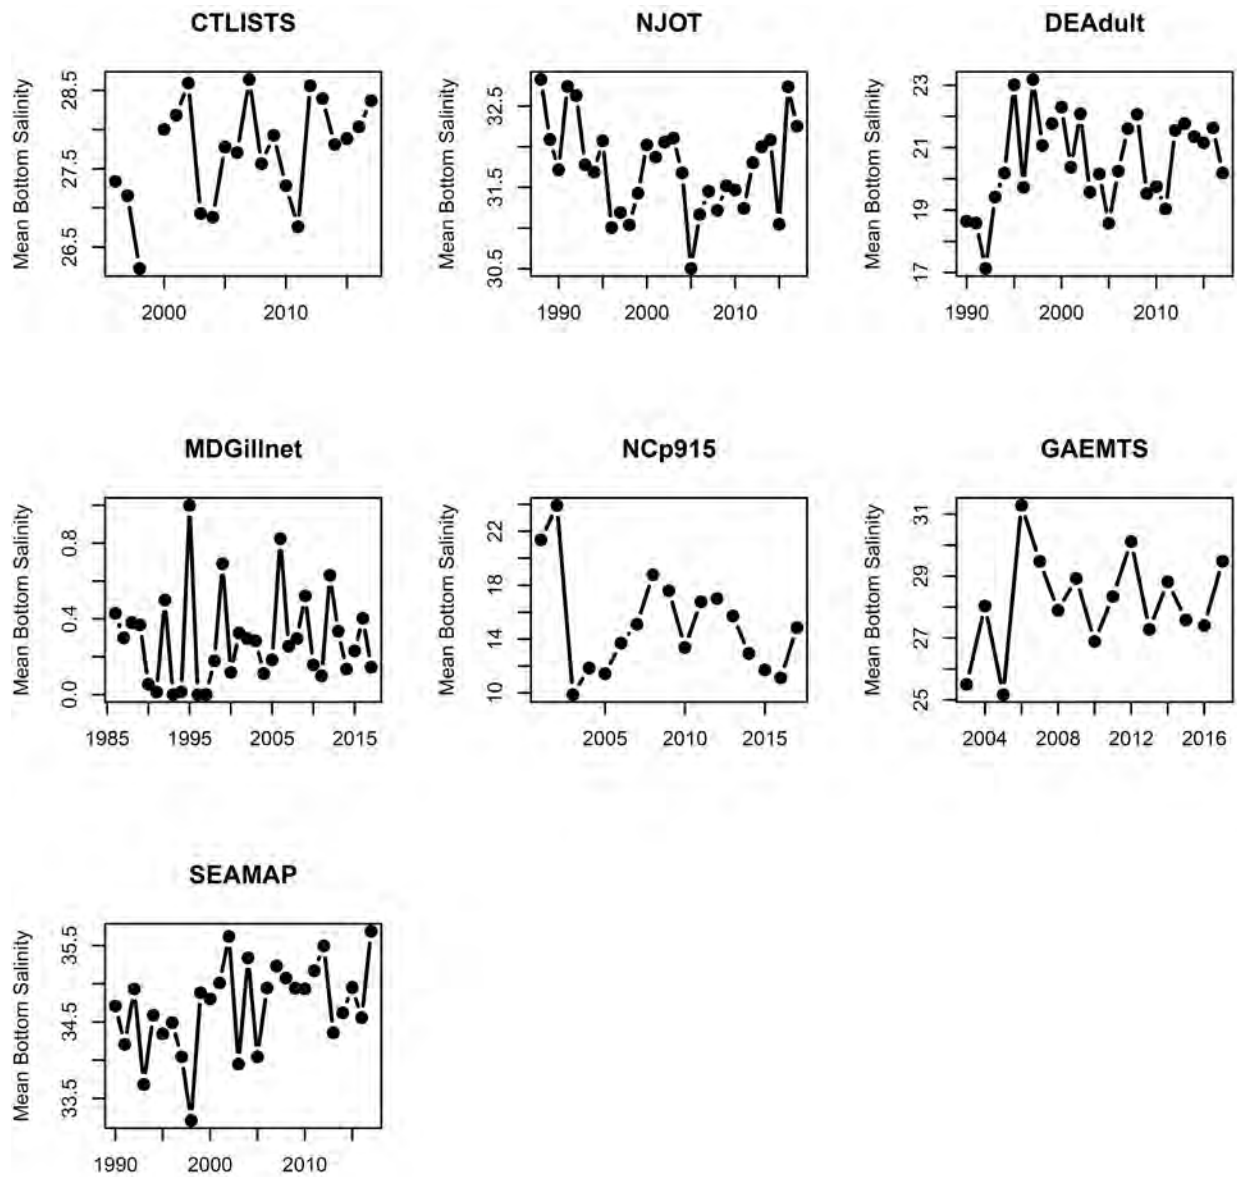 CTLISTS
Mean Bottom Salinity
28.5
27.5
26.5
2000 2010
NJOT
Mean Bottom Salinity
32.5
31.5
30.5
1990 2000 2010
DEAdult
Mean Bottom Salinity
23
21
19
17
1990 2000 2010
MDGillnet
Mean Bottom Salinity
0.8
0.4
0.0
1985 1995 2005 2015
NCp915
Mean Bottom Salinity
22
18
14
10
2005 2010 2015
GAEMTS
Mean Bottom Salinity
31
29
27
25
2004 2008 2012 2016
SEAMAP
Mean Bottom Salinity
35.5
34.5
33.5
1990 2000 2010